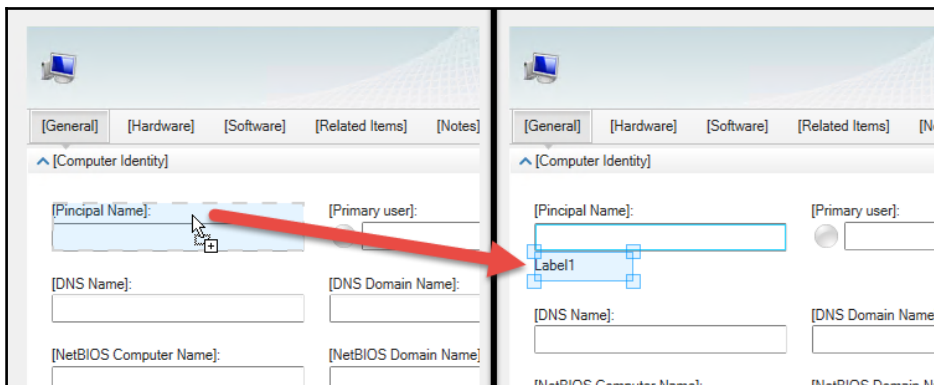 [General] [Hardware] [Software] [Related Items] [Notes]
[Computer Identity]
[Pincipal Name]: [Primary user]:
[DNS Name]: [DNS Domain Name]:
[NetBIOS Computer Name]: [NetBIOS Domain Name]
[General] [Hardware] [Software] [Related Items]
[Computer Identity]
[Pincipal Name]: [Primary user]:
Label1
[DNS Name]: [DNS Domain Name